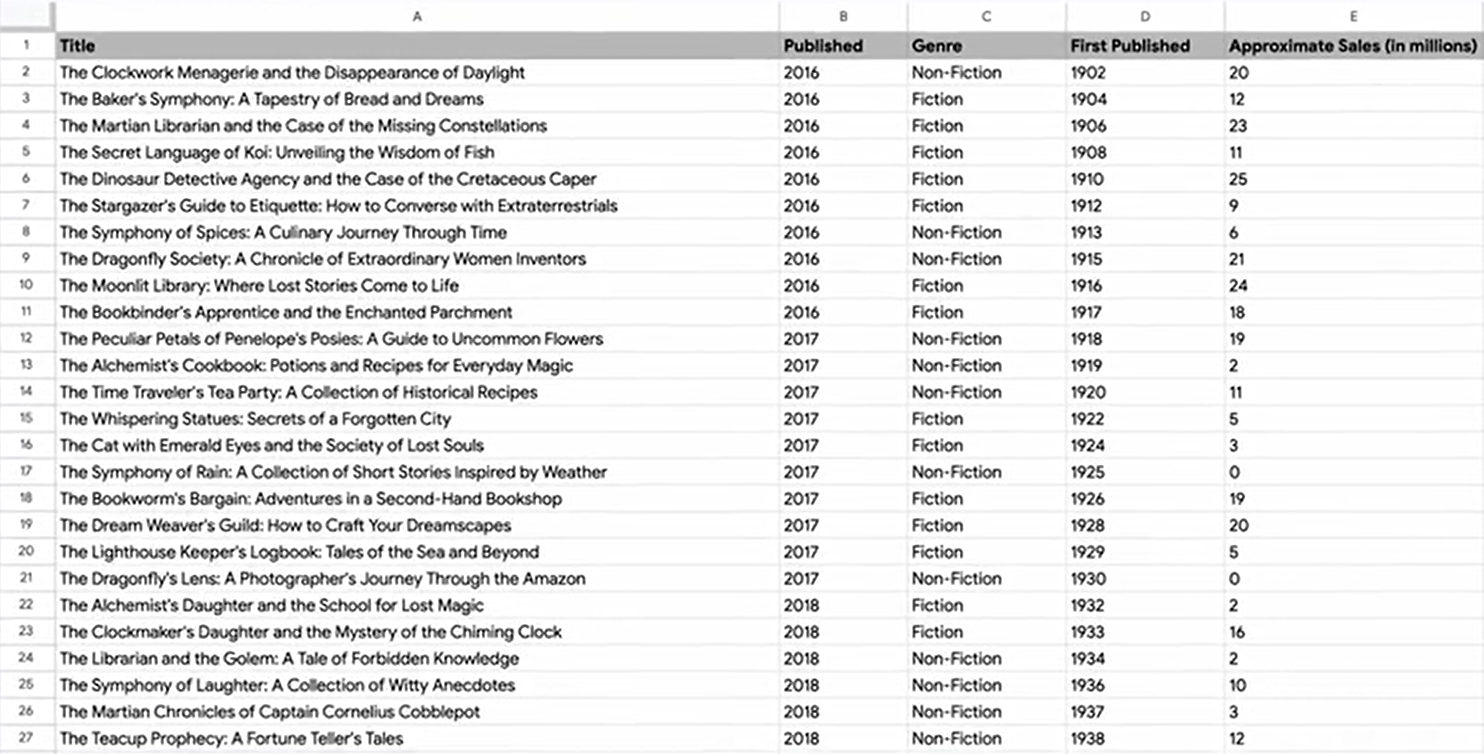 A B C D E
1 Title Published Genre First Published Approximate Sales (in millions)
2 The Clockwork Menagerie and the Disappearance of Daylight 2016 Non-Fiction 1902 20
3 The Baker's Symphony: A Tapestry of Bread and Dreams 2016 Fiction 1904 12
4 The Martian Librarian and the Case of the Missing Constellations 2016 Fiction 1906 23
5 The Secret Language of Koi: Unveiling the Wisdom of Fish 2016 Fiction 1908 11
6 The Dinosaur Detective Agency and the Case of the Cretaceous Caper 2016 Fiction 1910 25
7 The Stargazer's Guide to Etiquette: How to Converse with Extraterrestrials 2016 Fiction 1912 9
8 The Symphony of Spices: A Culinary Journey Through Time 2016 Non-Fiction 1913 6
9 The Dragonfly Society: A Chronicle of Extraordinary Women Inventors 2016 Non-Fiction 1915 21
10 The Moonlit Library: Where Lost Stories Come to Life 2016 Fiction 1916 24
11 The Bookbinder's Apprentice and the Enchanted Parchment 2016 Fiction 1917 18
12 The Peculiar Petals of Penelope's Posies: A Guide to Uncommon Flowers 2017 Non-Fiction 1918 19
13 The Alchemist's Cookbook: Potions and Recipes for Everyday Magic 2017 Non-Fiction 1919 2
14 The Time Traveler's Tea Party: A Collection of Historical Recipes 2017 Non-Fiction 1920 11
15 The Whispering Statues: Secrets of a Forgotten City 2017 Fiction 1922 5
16 The Cat with Emerald Eyes and the Society of Lost Souls 2017 Fiction 1924 3
17 The Symphony of Rain: A Collection of Short Stories Inspired by Weather 2017 Non-Fiction 1925 0
18 The Bookworm's Bargain: Adventures in a Second-Hand Bookshop 2017 Fiction 1926 19
19 The Dream Weaver's Guild: How to Craft Your Dreamscapes 2017 Fiction 1928 20
20 The Lighthouse Keeper's Logbook: Tales of the Sea and Beyond 2017 Fiction 1929 5
21 The Dragonfly's Lens: A Photographer's Journey Through the Amazon 2017 Non-Fiction 1930 0
22 The Alchemist's Daughter and the School for Lost Magic 2018 Fiction 1932 2
23 The Clockmaker's Daughter and the Mystery of the Chiming Clock 2018 Fiction 1933 16
24 The Librarian and the Golem: A Tale of Forbidden Knowledge 2018 Non-Fiction 1934 2
25 The Symphony of Laughter: A Collection of Witty Anecdotes 2018 Non-Fiction 1936 10
26 The Martian Chronicles of Captain Cornelius Cobblepot 2018 Non-Fiction 1937 3
27 The Teacup Prophecy: A Fortune Teller's Tales 2018 Non-Fiction 1938 12